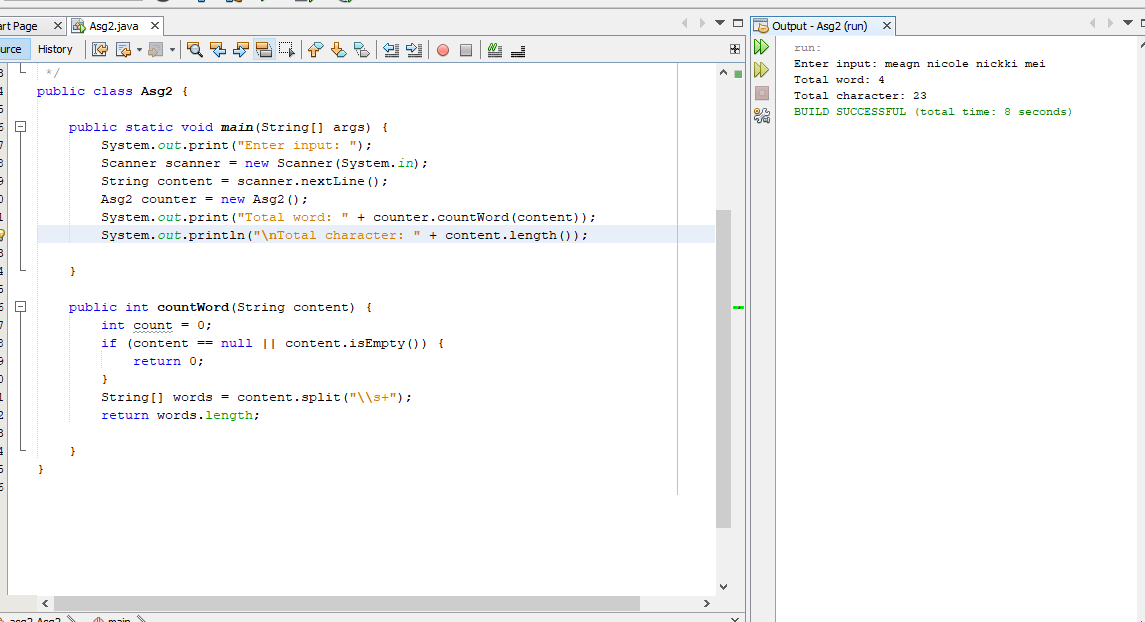 art Page
Asg2.java
urce
History
*/
public class Asg2 {
public static void main(String[] args) {
System.out.print("Enter input: ");
Scanner scanner = new Scanner(System.in);
String content = scanner.nextLine();
Asg2 counter = new Asg2();
System.out.print("Total word: " + counter.countWord(content));
System.out.println("\nTotal character: " + content.length());
}
public int countWord(String content) {
int count = 0;
if (content == null || content.isEmpty()) {
return 0;
}
String[] words = content.split("\\s+");
return words.length;
}
}
asg2.Asg2
main
Output - Asg2 (run)
run:
Enter input: meagn nicole nickki mei
Total word: 4
Total character: 23
BUILD SUCCESSFUL (total time: 8 seconds)